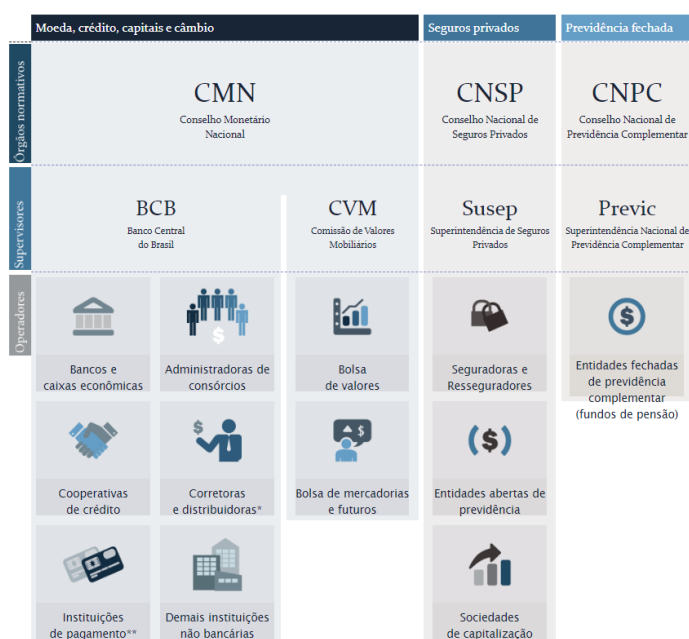 Moeda, crédito, capitais e câmbio
Seguros privados
Previdência fechada
Órgãos normativos
CMN
Conselho Monetário
Nacional
CNSP
Conselho Nacional de
Seguros Privados
CNPC
Conselho Nacional de
Previdência Complementar
Supervisores
BCB
Banco Central
do Brasil
CVM
Comissão de Valores
Mobiliários
Susep
Superintendência de Seguros
Privados
Previc
Superintendência Nacional de
Previdência Complementar
Operadores
Bancos e
caixas econômicas
Administradoras de
consórcios
Bolsa
de valores
Seguradoras e
Resseguradores
Entidades fechadas
de previdência
complementar
(fundos de pensão)
Cooperativas
de crédito
Corretoras
e distribuidoras*
Bolsa de mercadorias
e futuros
Entidades abertas de
previdência
Instituições
de pagamento**
Demais instituições
não bancárias
Sociedades
de capitalização